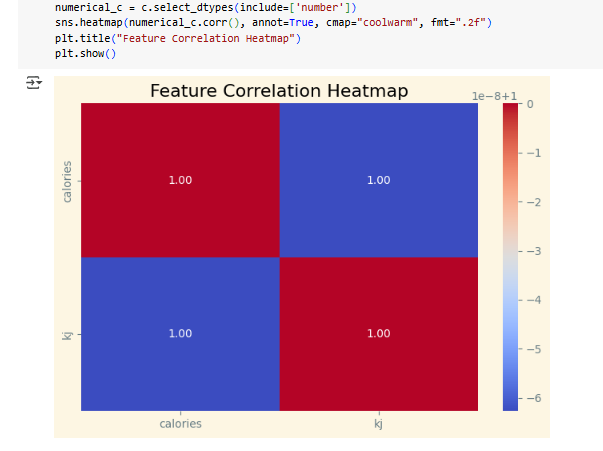 numerical_c = c.select_dtypes(include=['number'])
sns.heatmap(numerical_c.corr(), annot=True, cmap="coolwarm", fmt=".2f")
plt.title("Feature Correlation Heatmap")
plt.show()
Feature Correlation Heatmap
1e−8+1
calories
1.00
1.00
kj
1.00
1.00
calories
kj
0
−1
−2
−3
−4
−5
−6